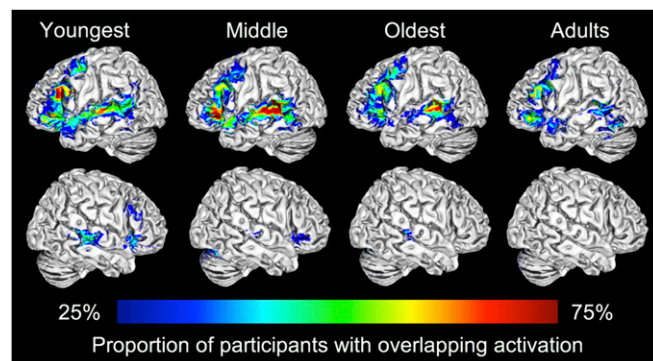 Youngest Middle Oldest Adults
25% 75%
Proportion of participants with overlapping activation